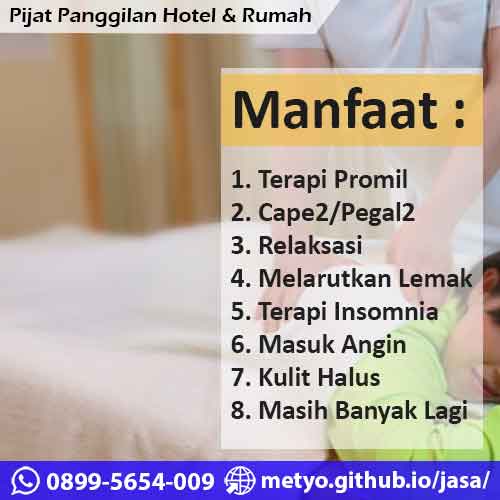 Pijat Panggilan Hotel & Rumah
Manfaat :
1. Terapi Promil
2. Cape2/Pegal2
3. Relaksasi
4. Melarutkan Lemak
5. Terapi Insomnia
6. Masuk Angin
7. Kulit Halus
8. Masih Banyak Lagi
0899-5654-009 metyo.github.io/jasa/